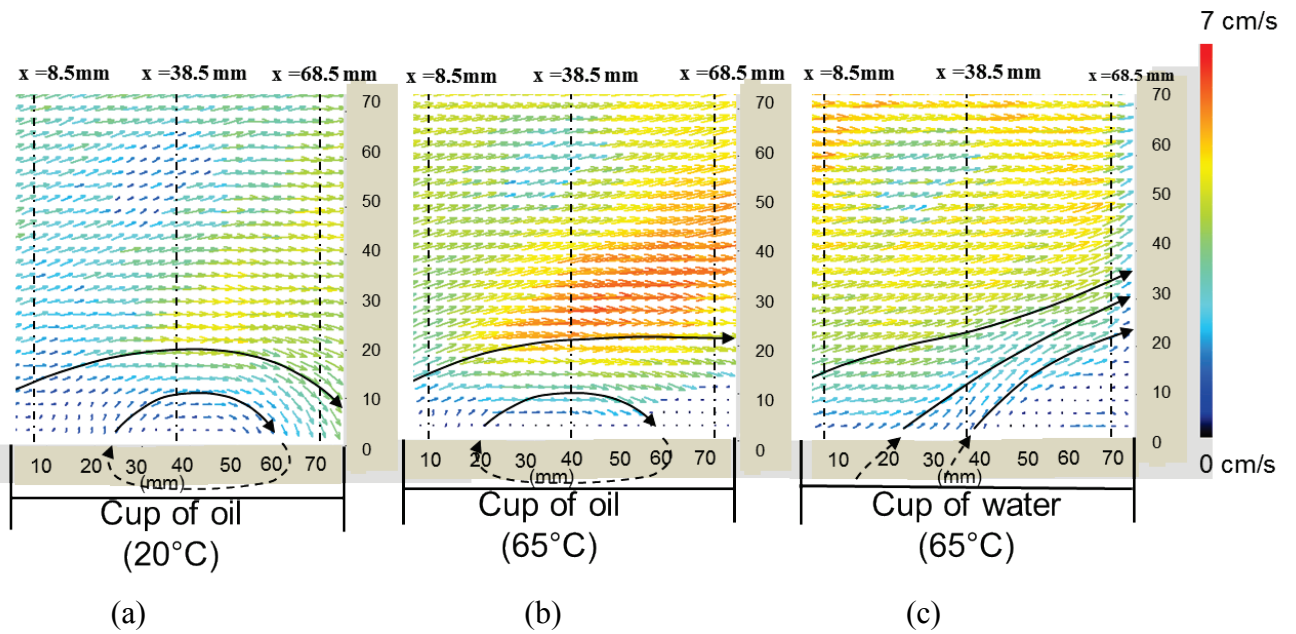 7 cm/s
x =8.5mm x =38.5 mm x =68.5 mm x =8.5mm x =38.5mm x =68.5 mm x =8.5mm x =38.5 mm x =68.5 mm
70 70 70
60 60 60
50 50 50
40 40 40
30 30 30
20 20 20
10 10 10
0 0 0
10 20 30 40 50 60 70 10 20 30 40 50 60 70 10 20 30 40 50 60 70
(mm) (mm) (mm) 0 cm/s
Cup of oil Cup of oil Cup of water
(20°C) (65°C) (65°C)
(a) (b) (c)